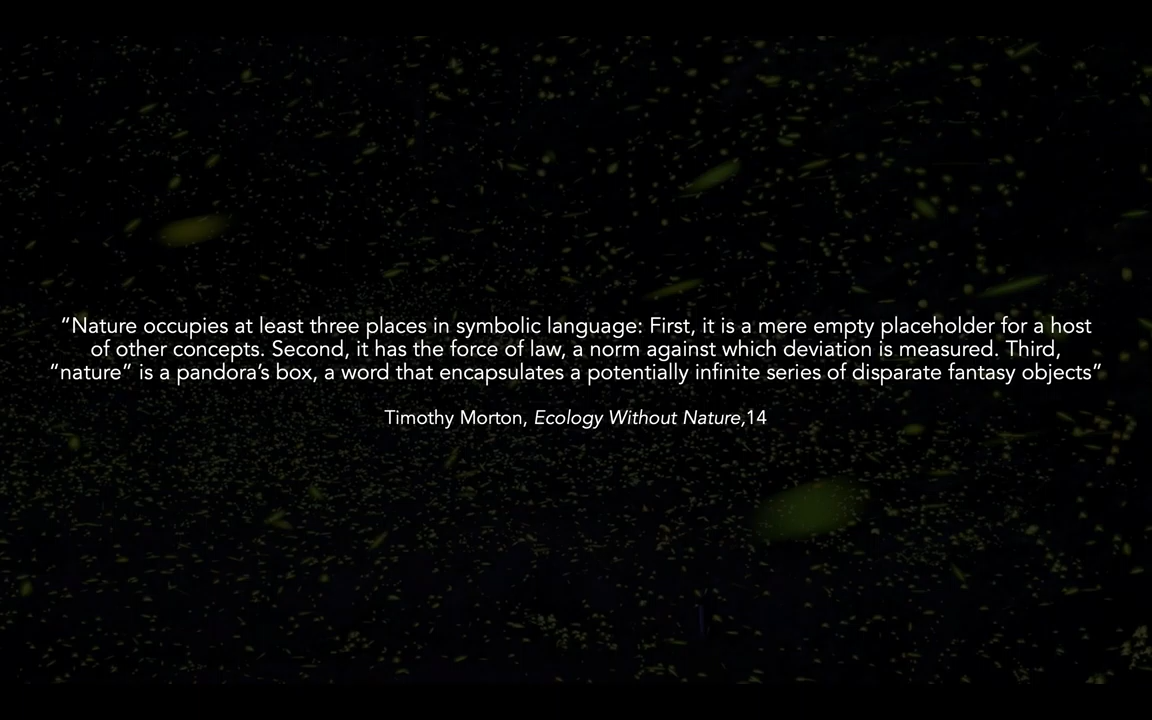 “Nature occupies at least three places in symbolic language: First, it is a mere empty placeholder for a host
of other concepts. Second, it has the force of law, a norm against which deviation is measured. Third,
“nature” is a pandora’s box, a word that encapsulates a potentially infinite series of disparate fantasy objects”
Timothy Morton, Ecology Without Nature,14